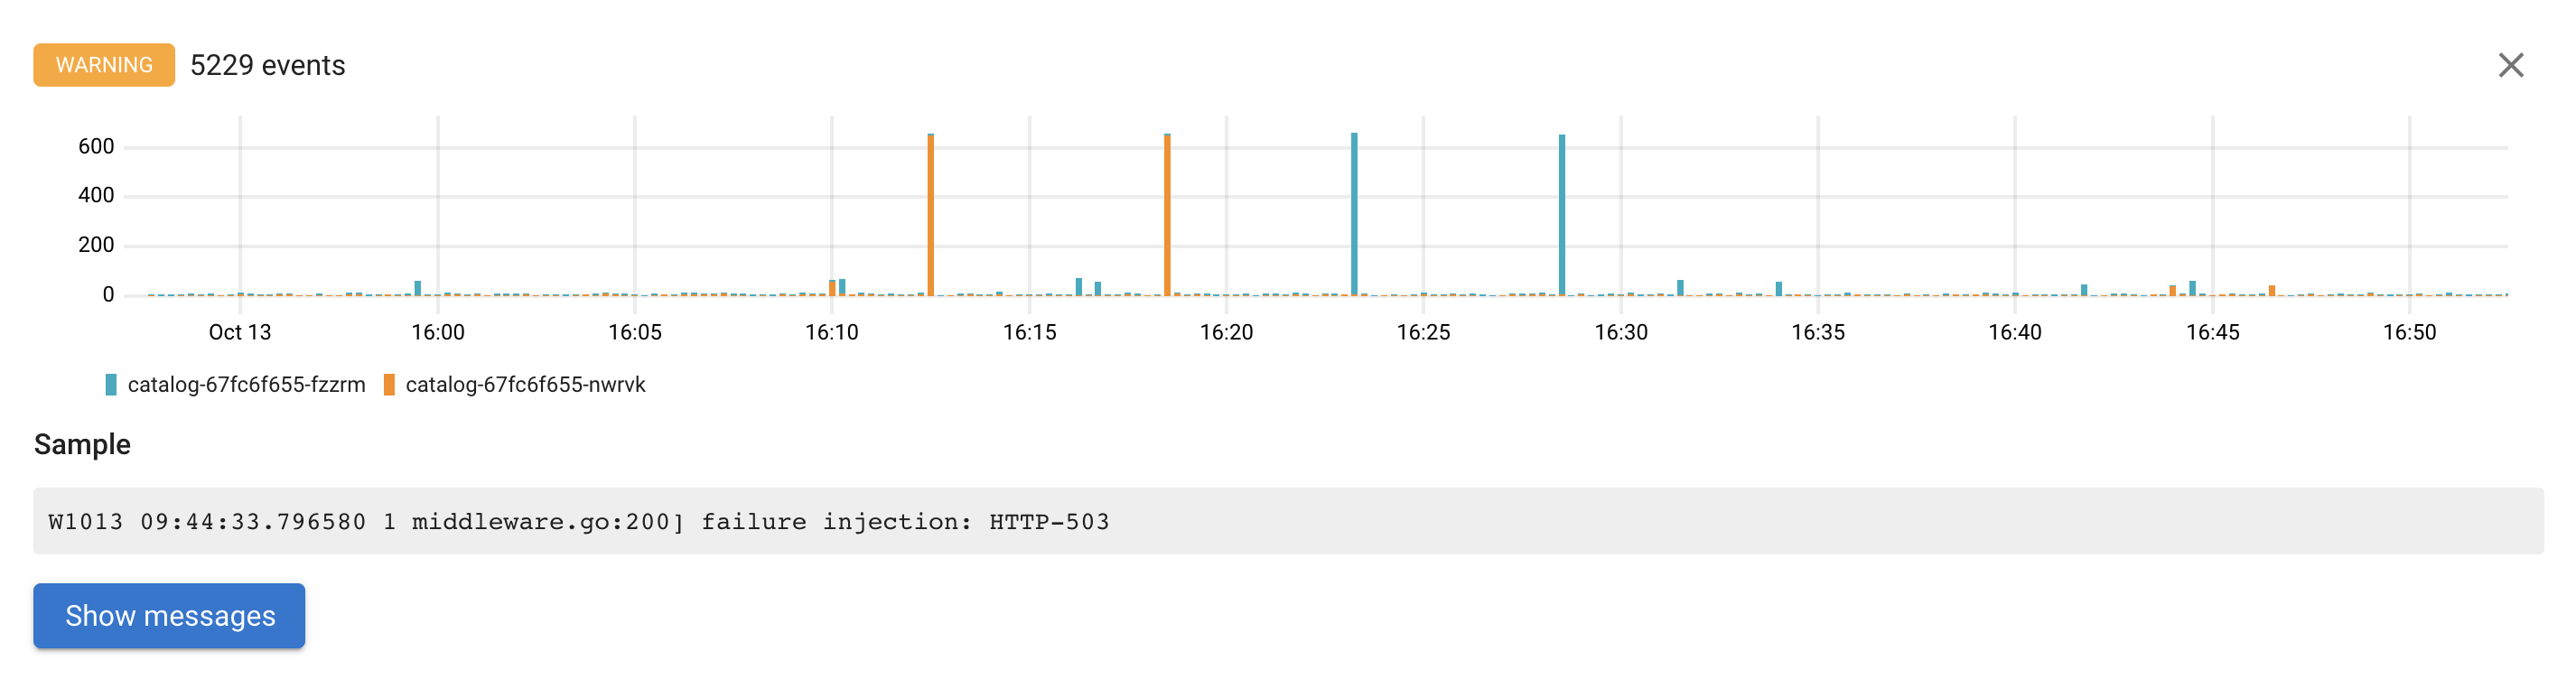 WARNING 5229 events
600
400
200
0
Oct 13 16:00 16:05 16:10 16:15 16:20 16:25 16:30 16:35 16:40 16:45 16:50
catalog-67fc6f655-fzzrm catalog-67fc6f655-nwrvk
Sample
W1013 09:44:33.796580 1 middleware.go:200] failure injection: HTTP-503
Show messages